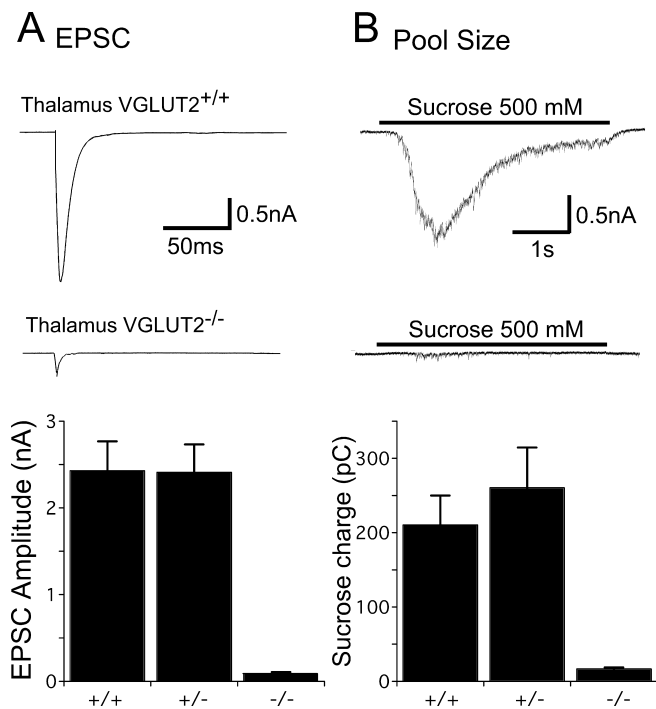 A EPSC
Thalamus VGLUT2+/+
0.5nA
50ms
Thalamus VGLUT2-/-
EPSC Amplitude (nA)
3
2
1
0
+/+ +/- -/-
B Pool Size
Sucrose 500 mM
0.5nA
1s
Sucrose 500 mM
Sucrose charge (pC)
300
200
100
0
+/+ +/- -/-